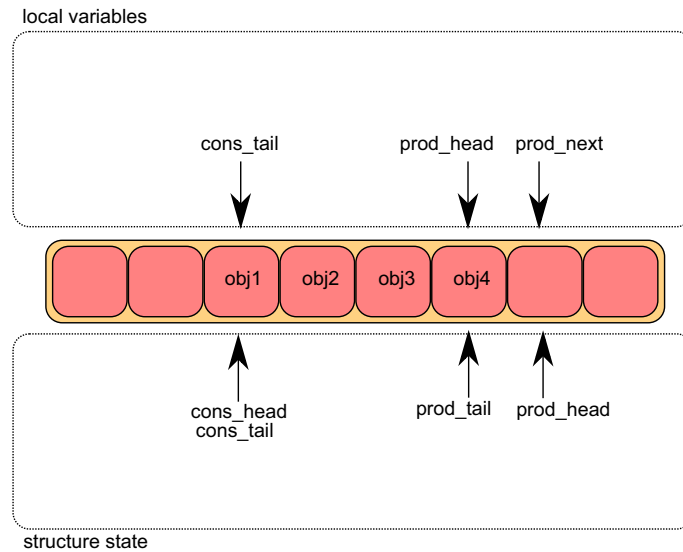 local variables
cons_tail
prod_head
prod_next
obj1
obj2
obj3
obj4
cons_head
cons_tail
prod_tail
prod_head
structure state